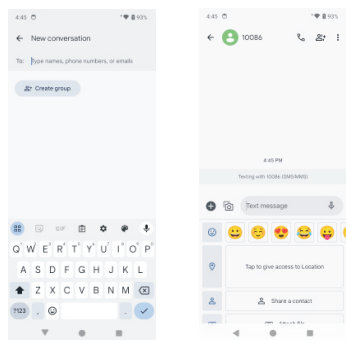 4:45 93%
New conversation
To: Type names, phone numbers, or emails
Create group
GIF
Q W E R T Y U I O P
A S D F G H J K L
Z X C V B N M
?123 , .
4:45 93%
10086
4:45 PM
Texting with 10086 (SMS/MMS)
Text message
Tap to give access to Location
Share a contact